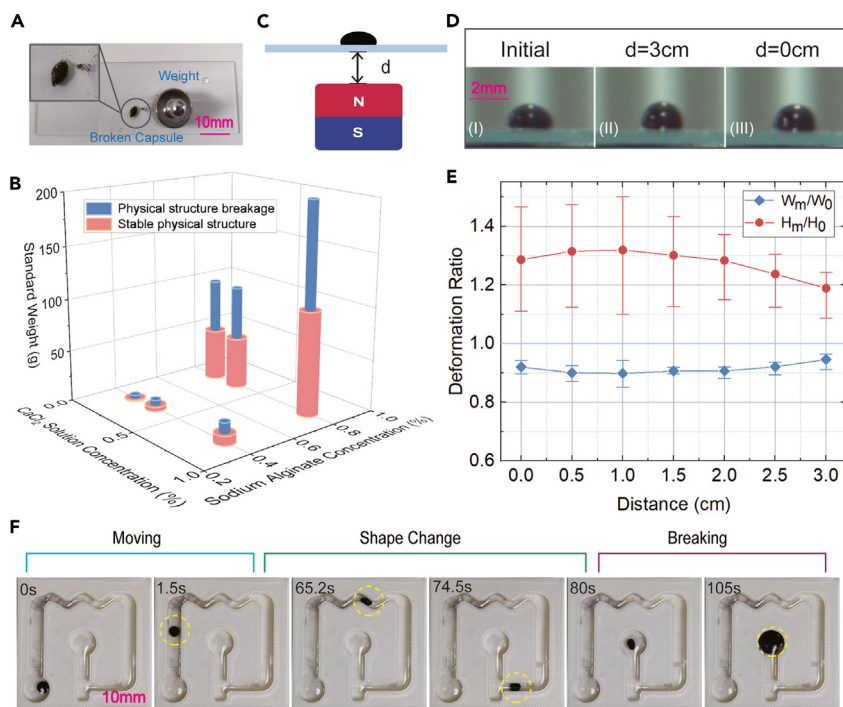 A
Weight
Broken Capsule
10mm
B
Physical structure breakage
Stable physical structure
Standard Weight (g)
200
150
100
50
0.0
0.5
1.0
CaCl₂ Solution Concentration (%)
0.2
0.4
0.6
0.8
1.0
Sodium Alginate Concentration (%)
C
d
N
S
D
Initial
d=3cm
d=0cm
2mm
(I)
(II)
(III)
E
Wm/W0
Hm/H0
Deformation Ratio
1.4
1.2
1.0
0.8
0.6
0.0 0.5 1.0 1.5 2.0 2.5 3.0
Distance (cm)
F
Moving
Shape Change
Breaking
0s
1.5s
65.2s
74.5s
80s
105s
10mm